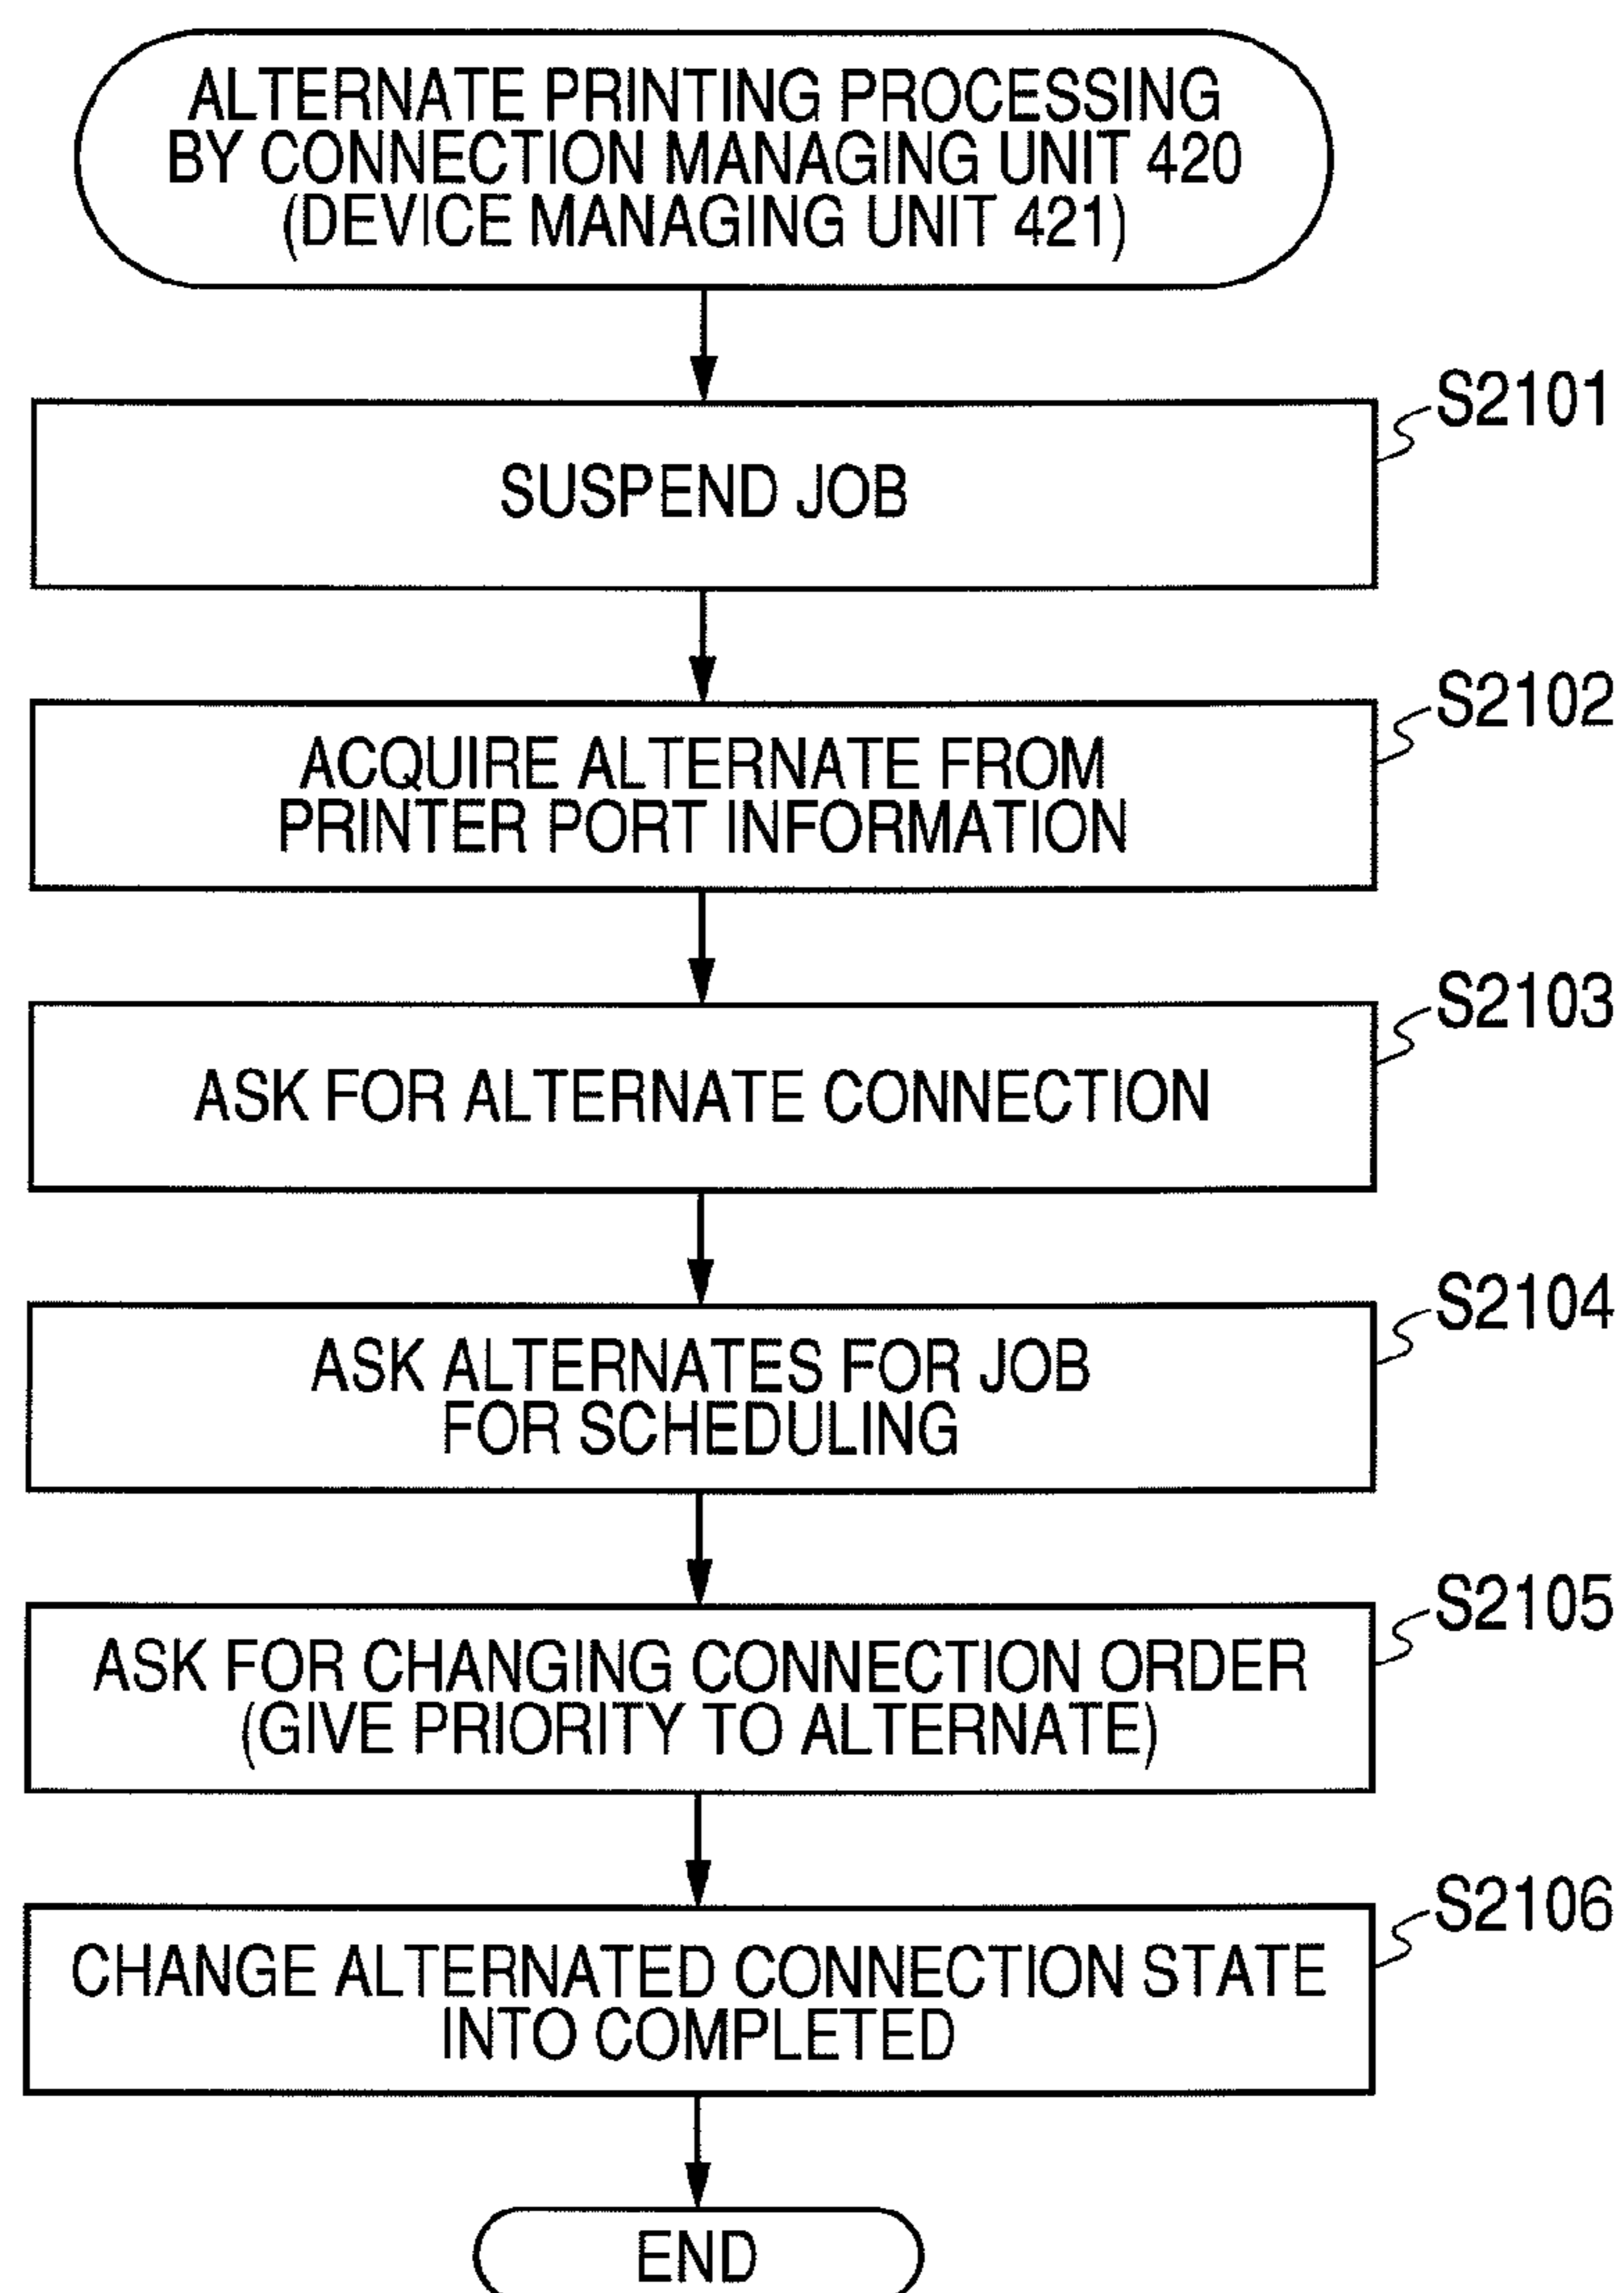 ALTERNATE PRINTING PROCESSING
BY CONNECTION MANAGING UNIT 420
(DEVICE MANAGING UNIT 421)
S2101
SUSPEND JOB
S2102
ACQUIRE ALTERNATE FROM
PRINTER PORT INFORMATION
S2103
ASK FOR ALTERNATE CONNECTION
S2104
ASK ALTERNATES FOR JOB
FOR SCHEDULING
S2105
ASK FOR CHANGING CONNECTION ORDER
(GIVE PRIORITY TO ALTERNATE)
S2106
CHANGE ALTERNATED CONNECTION STATE
INTO COMPLETED
END